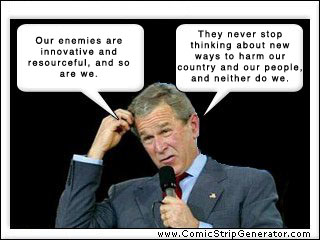 Our enemies are
innovative and
resourceful, and so
are we.
They never stop
thinking about new
ways to harm our
country and our people,
and neither do we.
www.ComicStripGenerator.com